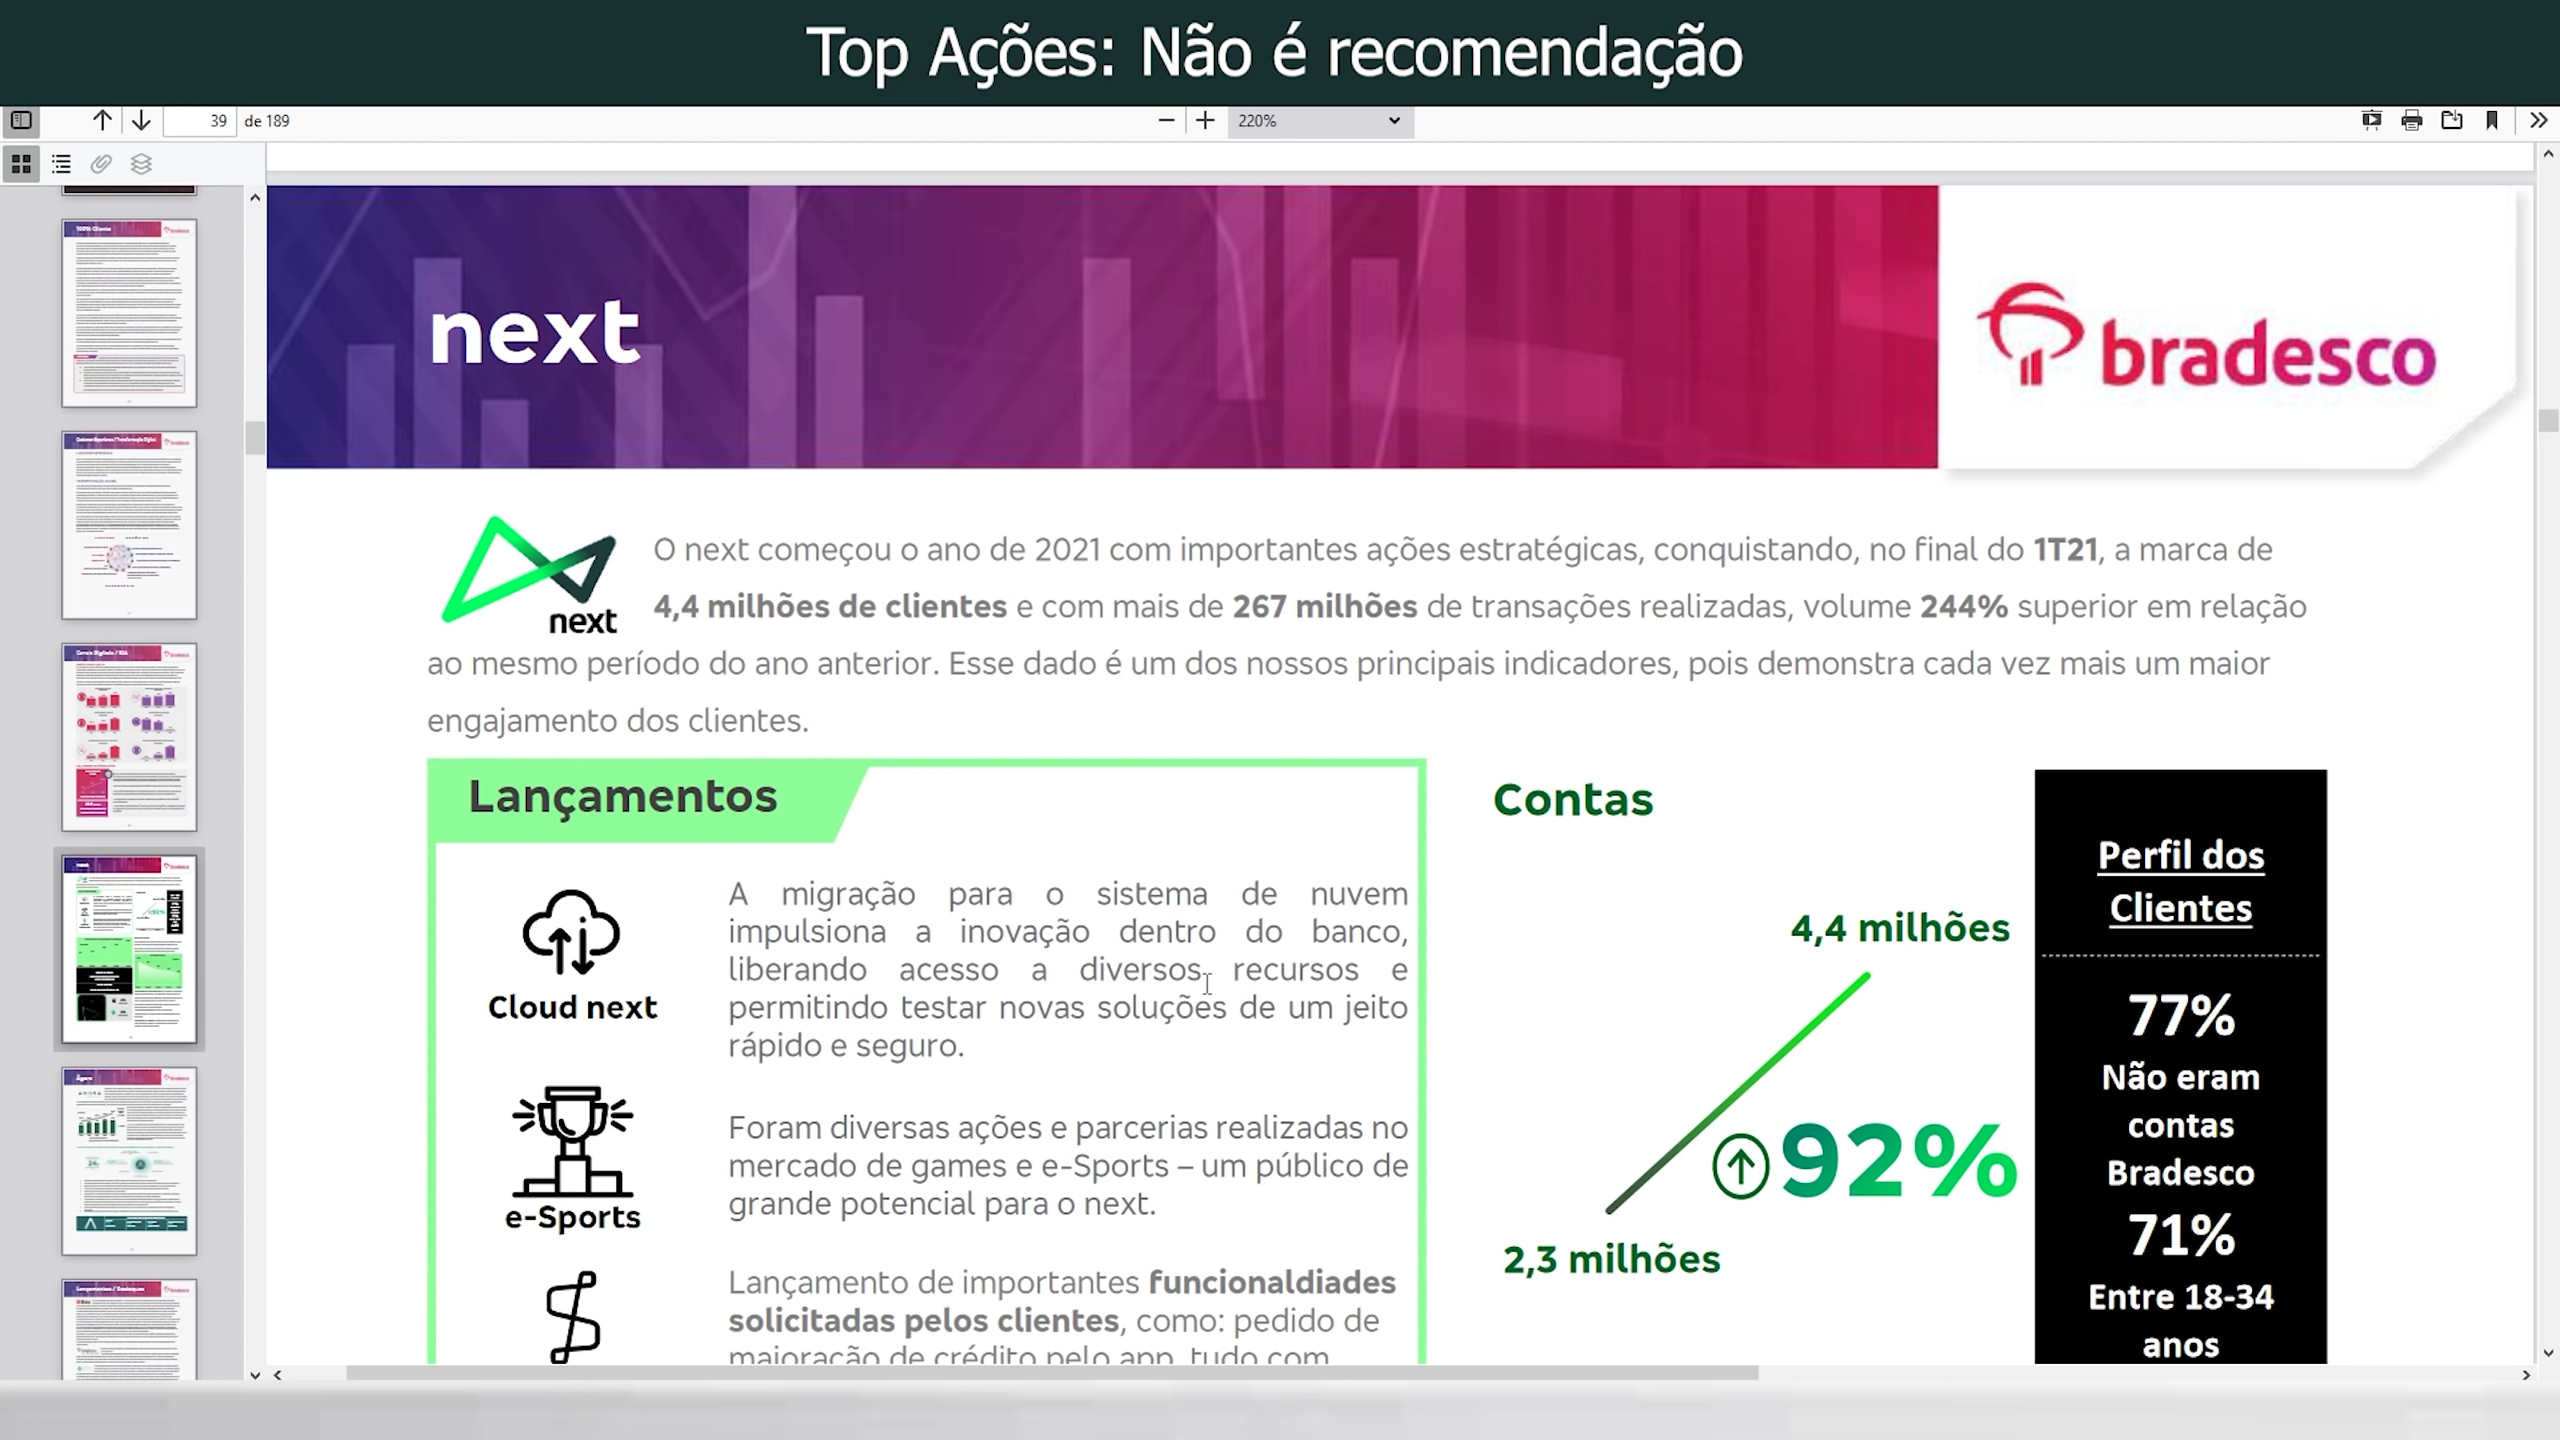 Top Ações: Não é recomendação
39 de 189
220%
next
bradesco
next
O next começou o ano de 2021 com importantes ações estratégicas, conquistando, no final do 1T21, a marca de
4,4 milhões de clientes e com mais de 267 milhões de transações realizadas, volume 244% superior em relação
ao mesmo período do ano anterior. Esse dado é um dos nossos principais indicadores, pois demonstra cada vez mais um maior
engajamento dos clientes.
Lançamentos
Cloud next
A migração para o sistema de nuvem
impulsiona a inovação dentro do banco,
liberando acesso a diversos recursos e
permitindo testar novas soluções de um jeito
rápido e seguro.
e-Sports
Foram diversas ações e parcerias realizadas no
mercado de games e e-Sports – um público de
grande potencial para o next.
Lançamento de importantes funcionaldiades
solicitadas pelos clientes, como: pedido de
maioração de crédito pelo app, tudo com
Contas
4,4 milhões
92%
2,3 milhões
Perfil dos
Clientes
77%
Não eram
contas
Bradesco
71%
Entre 18-34
anos